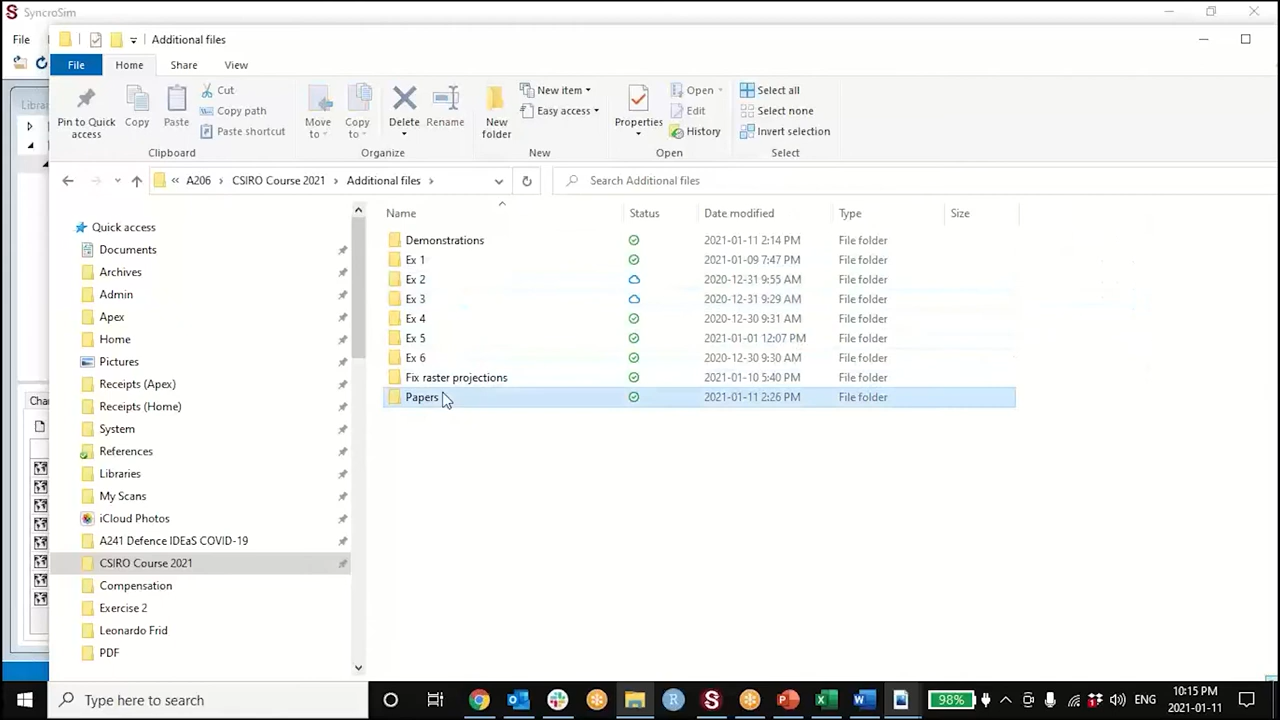 SyncroSim
File
Additional files
File
Home
Share
View
Pin to Quick access
Copy
Paste
Cut
Copy path
Paste shortcut
Clipboard
Move to
Copy to
Delete
Rename
Organize
New folder
New item
Easy access
New
Properties
Open
Edit
History
Open
Select all
Select none
Invert selection
Select
« A206 › CSIRO Course 2021 › Additional files ›
Search Additional files
Name
Status
Date modified
Type
Size
Quick access
Documents
Archives
Admin
Apex
Home
Pictures
Receipts (Apex)
Receipts (Home)
System
References
Libraries
My Scans
iCloud Photos
A241 Defence IDEaS COVID-19
CSIRO Course 2021
Compensation
Exercise 2
Leonardo Frid
PDF
Demonstrations 2021-01-11 2:14 PM File folder
Ex 1 2021-01-09 7:47 PM File folder
Ex 2 2020-12-31 9:55 AM File folder
Ex 3 2020-12-31 9:29 AM File folder
Ex 4 2020-12-30 9:31 AM File folder
Ex 5 2021-01-01 12:07 PM File folder
Ex 6 2020-12-30 9:30 AM File folder
Fix raster projections 2021-01-10 5:40 PM File folder
Papers 2021-01-11 2:26 PM File folder
Type here to search
98%
ENG
10:15 PM
2021-01-11